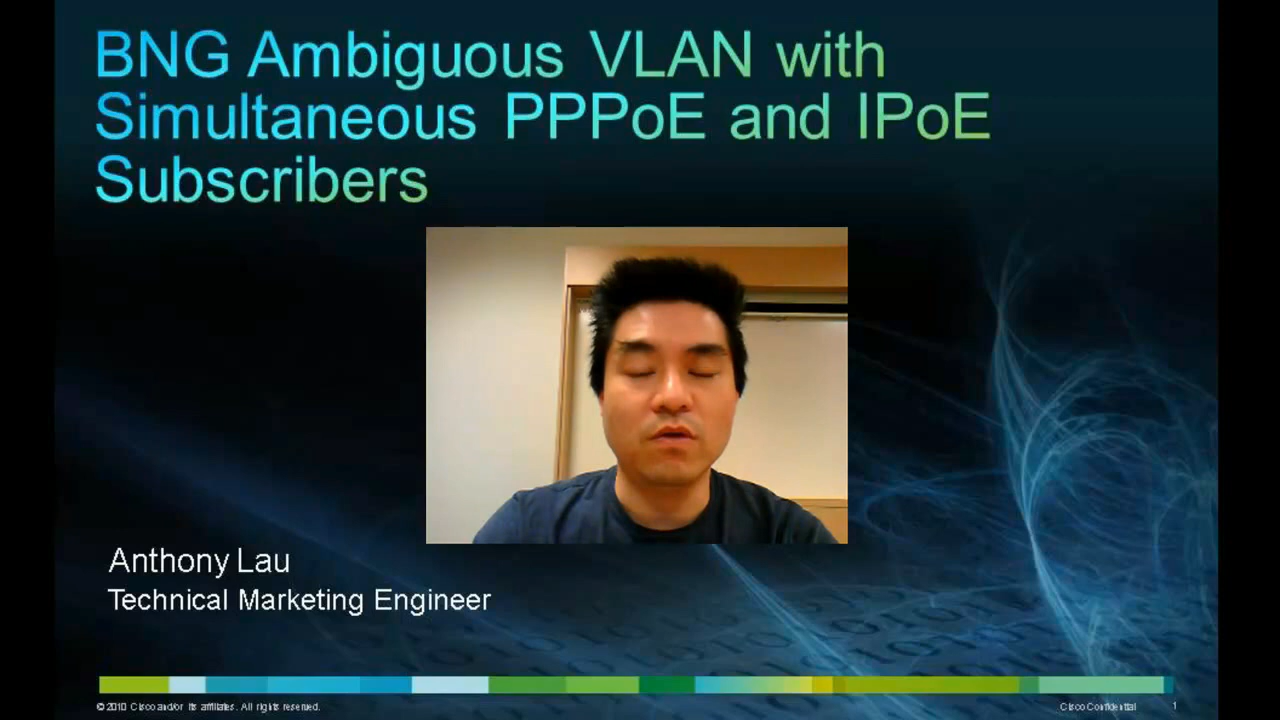 BNG Ambiguous VLAN with
Simultaneous PPPoE and IPoE
Subscribers
Anthony Lau
Technical Marketing Engineer
© 2010 Cisco and/or its affiliates. All rights reserved.
Cisco Confidential
1